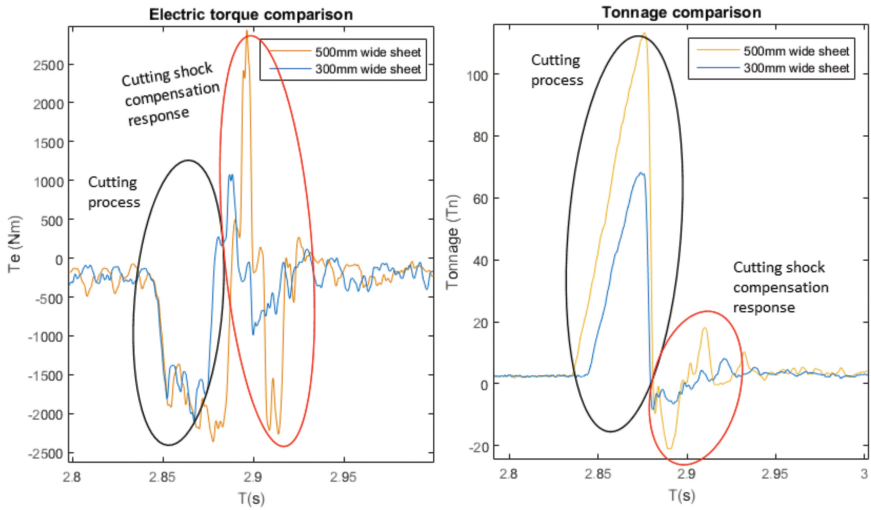 Electric torque comparison
500mm wide sheet
300mm wide sheet
Cutting shock
compensation
response
Cutting
process
Te (Nm)
2500
2000
1500
1000
500
0
-500
-1000
-1500
-2000
-2500
2.8
2.85
2.9
2.95
T(s)
Tonnage comparison
500mm wide sheet
300mm wide sheet
Cutting
process
Cutting shock
compensation
response
Tonnage (Tn)
100
80
60
40
20
0
-20
2.8
2.85
2.9
2.95
3
T(s)